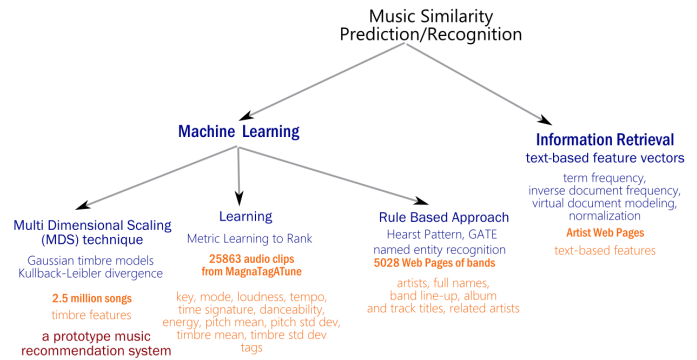 Music Similarity
Prediction/Recognition
Machine Learning
Information Retrieval
text-based feature vectors
term frequency,
inverse document frequency,
virtual document modeling,
normalization
Artist Web Pages
text-based features
Multi Dimensional Scaling
(MDS) technique
Gaussian timbre models
Kullback-Leibler divergence
2.5 million songs
timbre features
a prototype music
recommendation system
Learning
Metric Learning to Rank
25863 audio clips
from MagnaTagATune
key, mode, loudness, tempo,
time signature, danceability,
energy, pitch mean, pitch std dev,
timbre mean, timbre std dev
tags
Rule Based Approach
Hearst Pattern, GATE
named entity recognition
5028 Web Pages of bands
artists, full names,
band line-up, album
and track titles, related artists